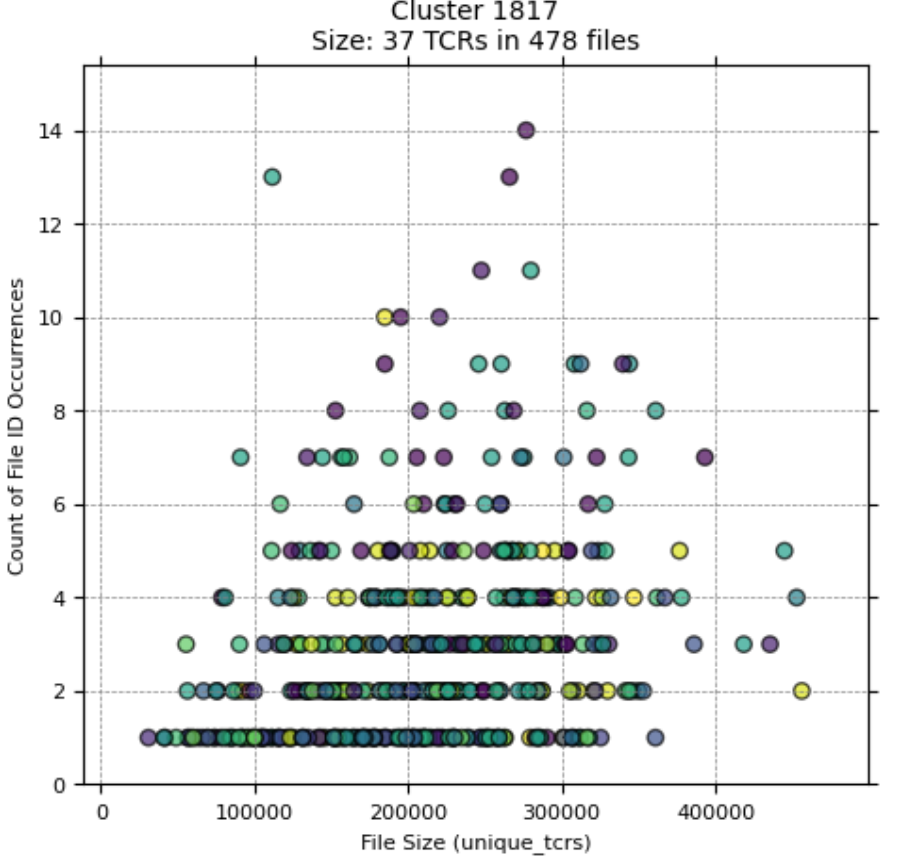 Cluster 1817
Size: 37 TCRs in 478 files
Count of File ID Occurrences
14
12
10
8
6
4
2
0
0 100000 200000 300000 400000
File Size (unique_tcrs)